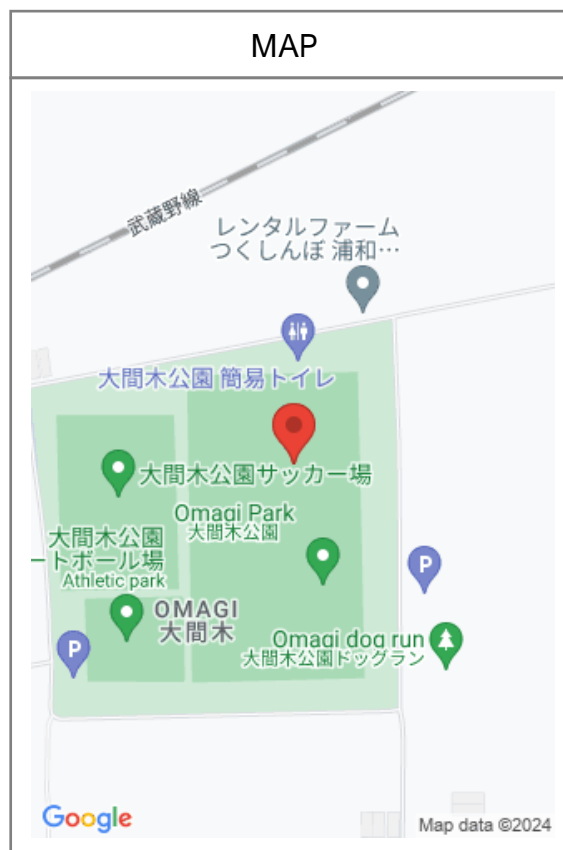 MAP
武蔵野線
レンタルファーム
つくしんぼ 浦和…
大間木公園 簡易トイレ
大間木公園サッカー場
Omagi Park
大間木公園
大間木公園
ートボール場
Athletic park
OMAGI
大間木
P
P
Omagi dog run
大間木公園ドッグラン
Google
Map data ©2024